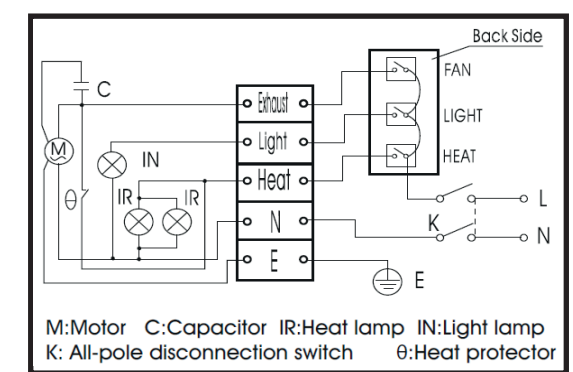 Back Side
C
Exhaust
FAN
Light
LIGHT
M
IN
HEAT
Heat
θ
IR
IR
L
K
N
N
E
E
M:Motor C:Capacitor IR:Heat lamp IN:Light lamp
K: All-pole disconnection switch θ:Heat protector